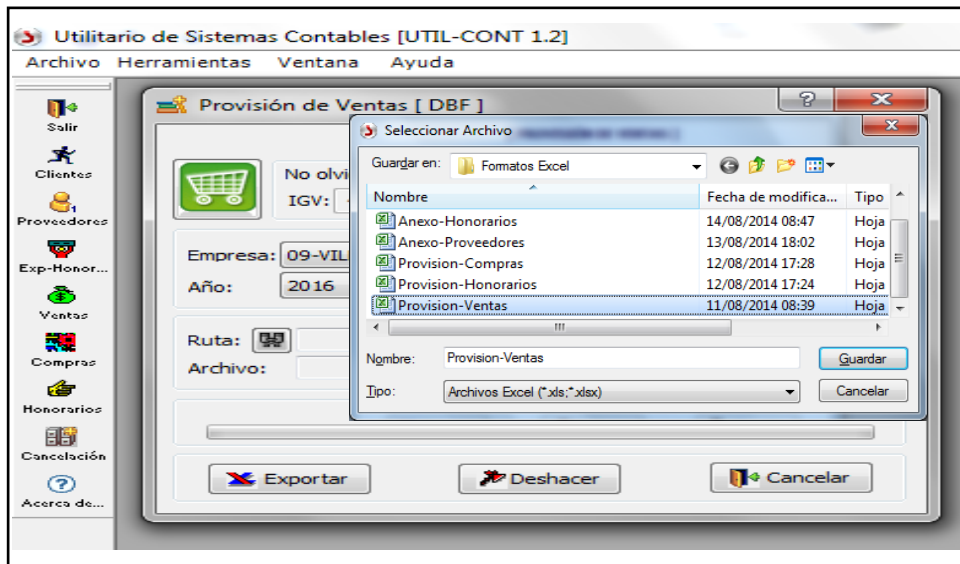 Utilitario de Sistemas Contables [UTIL-CONT 1.2]
Archivo Herramientas Ventana Ayuda
Salir
Clientes
Proveedores
Exp-Honor...
Ventas
Compras
Honorarios
Cancelación
Acerca de...
Provisión de Ventas [ DBF ]
No olvi
IGV:
Empresa: 09-VIL
Año: 2016
Ruta:
Archivo:
Exportar Deshacer Cancelar
Seleccionar Archivo
Guardar en: Formatos Excel
Nombre Fecha de modifica... Tipo
Anexo-Honorarios 14/08/2014 08:47 Hoja
Anexo-Proveedores 13/08/2014 18:02 Hoja
Provision-Compras 12/08/2014 17:28 Hoja
Provision-Honorarios 12/08/2014 17:24 Hoja
Provision-Ventas 11/08/2014 08:39 Hoja
Nombre: Provision-Ventas Guardar
Tipo: Archivos Excel (*.xls;*.xlsx) Cancelar